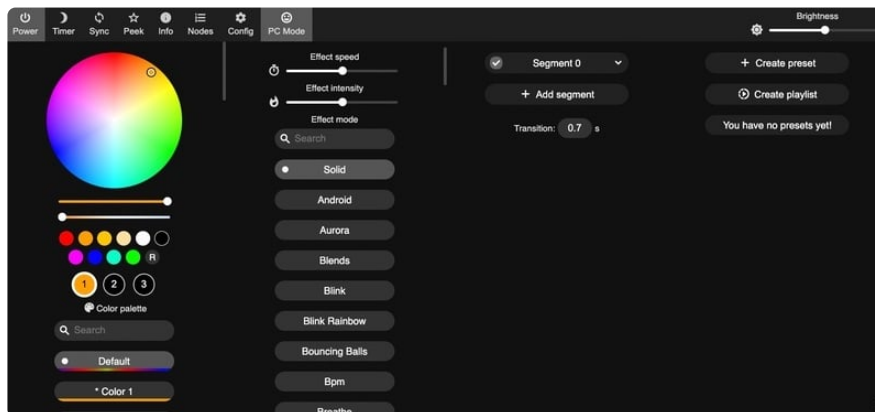 Power Timer Sync Peek Info Nodes Config PC Mode
Brightness
R
1 2 3
Color palette
Search
Default
* Color 1
Effect speed
Effect intensity
Effect mode
Search
Solid
Android
Aurora
Blends
Blink
Blink Rainbow
Bouncing Balls
Bpm
Breathe
Segment 0
+ Add segment
Transition: 0.7 s
+ Create preset
Create playlist
You have no presets yet!